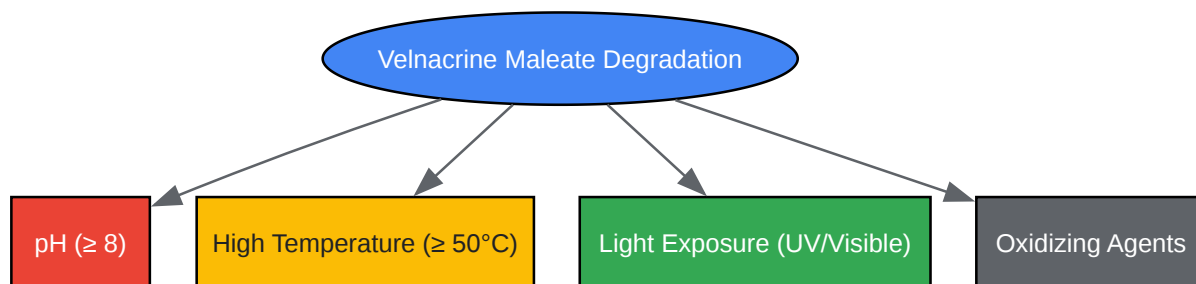 Velnacrine Maleate Degradation
pH (≥ 8)
High Temperature (≥ 50°C)
Light Exposure (UV/Visible)
Oxidizing Agents